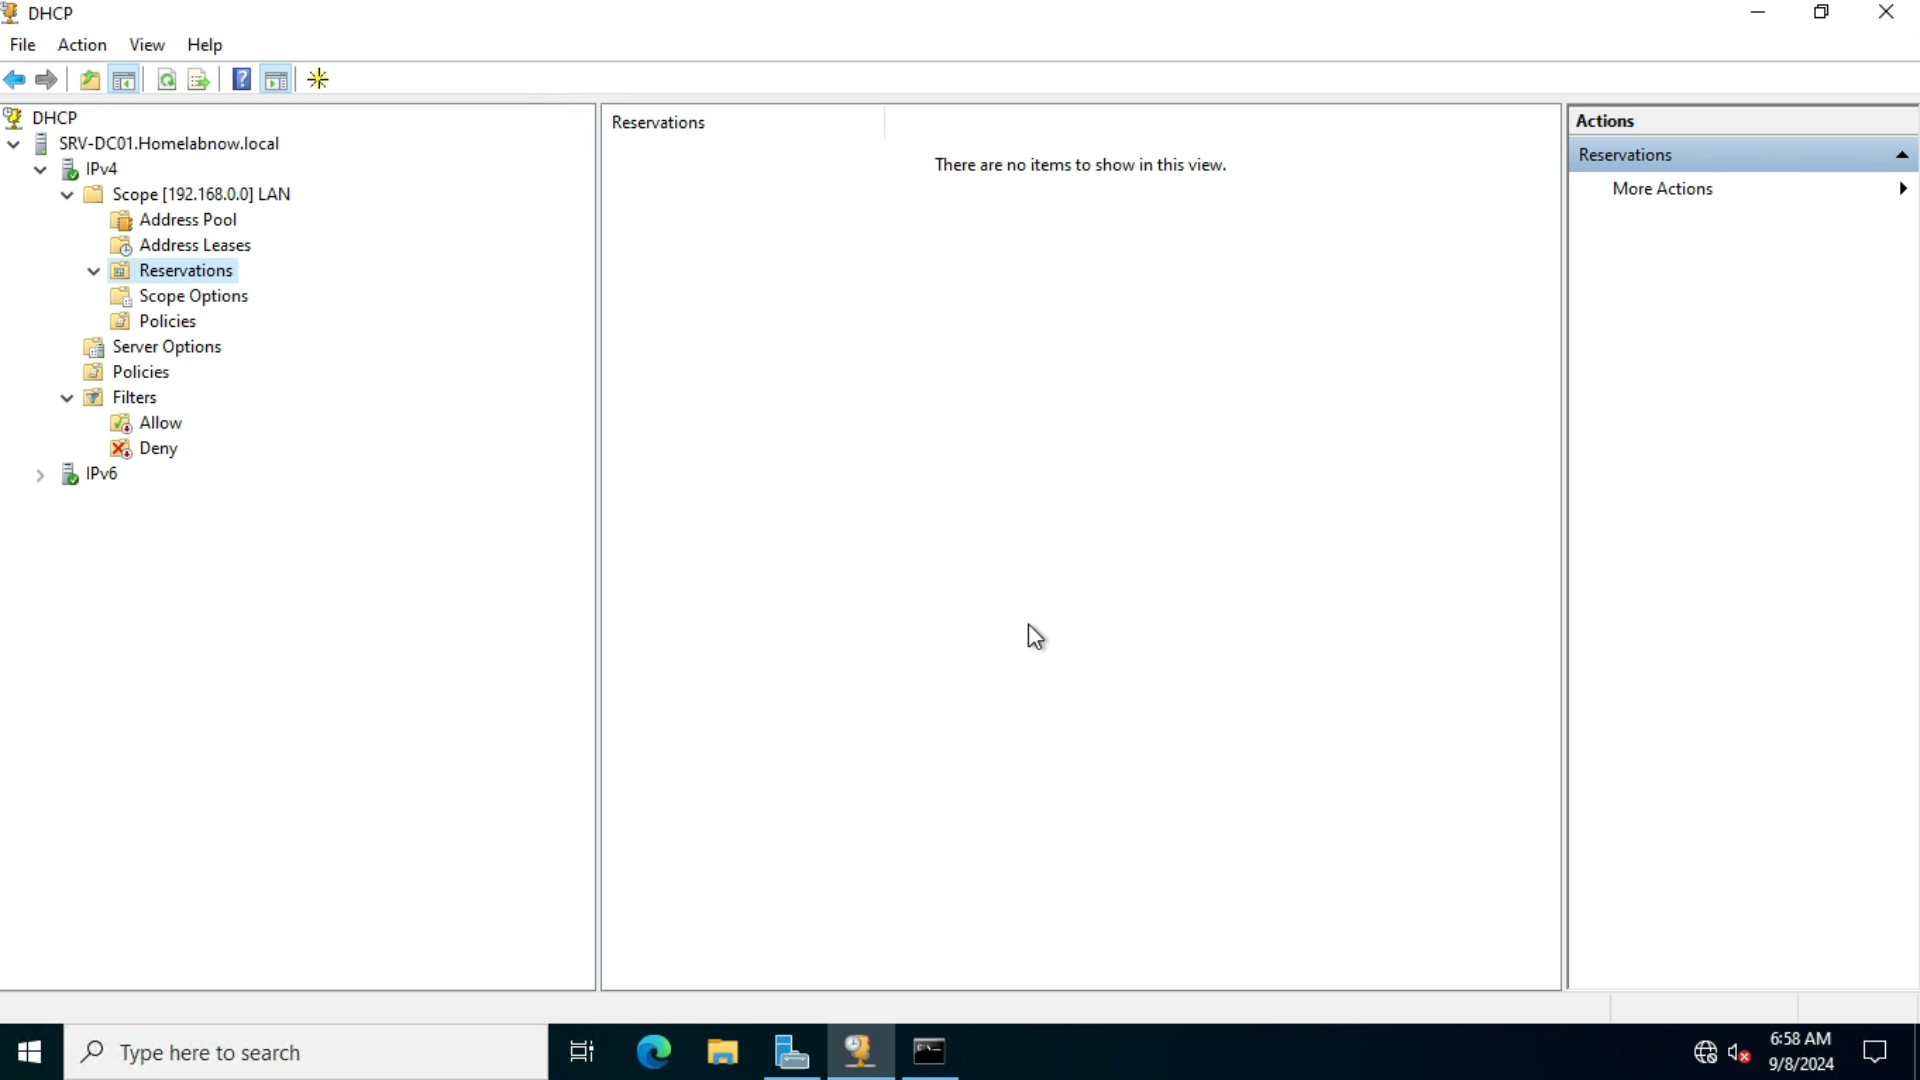 DHCP
File Action View Help
DHCP
SRV-DC01.Homelabnow.local
IPv4
Scope [192.168.0.0] LAN
Address Pool
Address Leases
Reservations
Scope Options
Policies
Server Options
Policies
Filters
Allow
Deny
IPv6
Reservations
There are no items to show in this view.
Actions
Reservations
More Actions
Type here to search
6:58 AM
9/8/2024